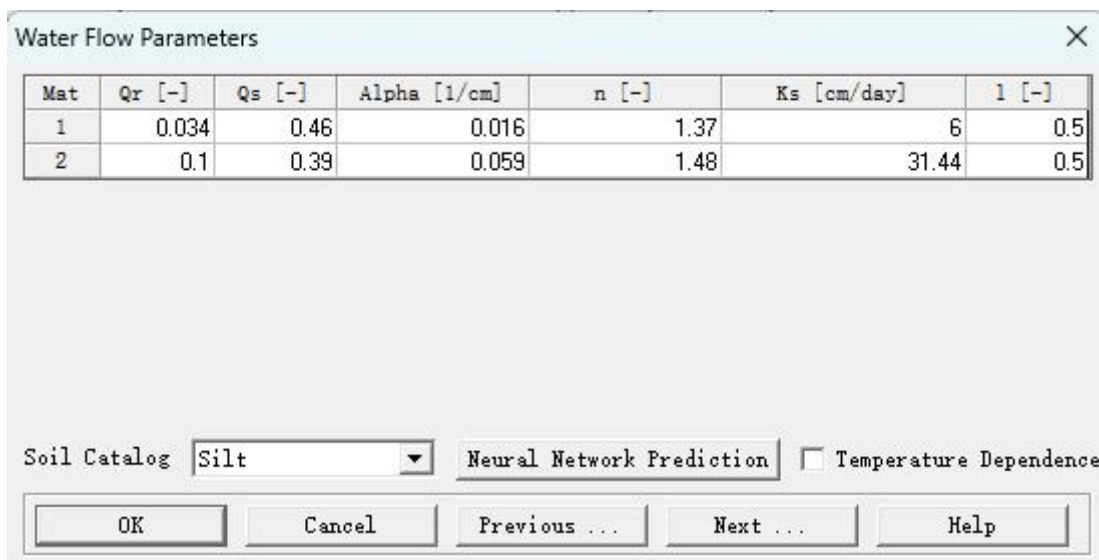 Water Flow Parameters
Mat Qr [-] Qs [-] Alpha [1/cm] n [-] Ks [cm/day] l [-]
1 0.034 0.46 0.016 1.37 6 0.5
2 0.1 0.39 0.059 1.48 31.44 0.5
Soil Catalog Silt Neural Network Prediction Temperature Dependence
OK Cancel Previous ... Next ... Help